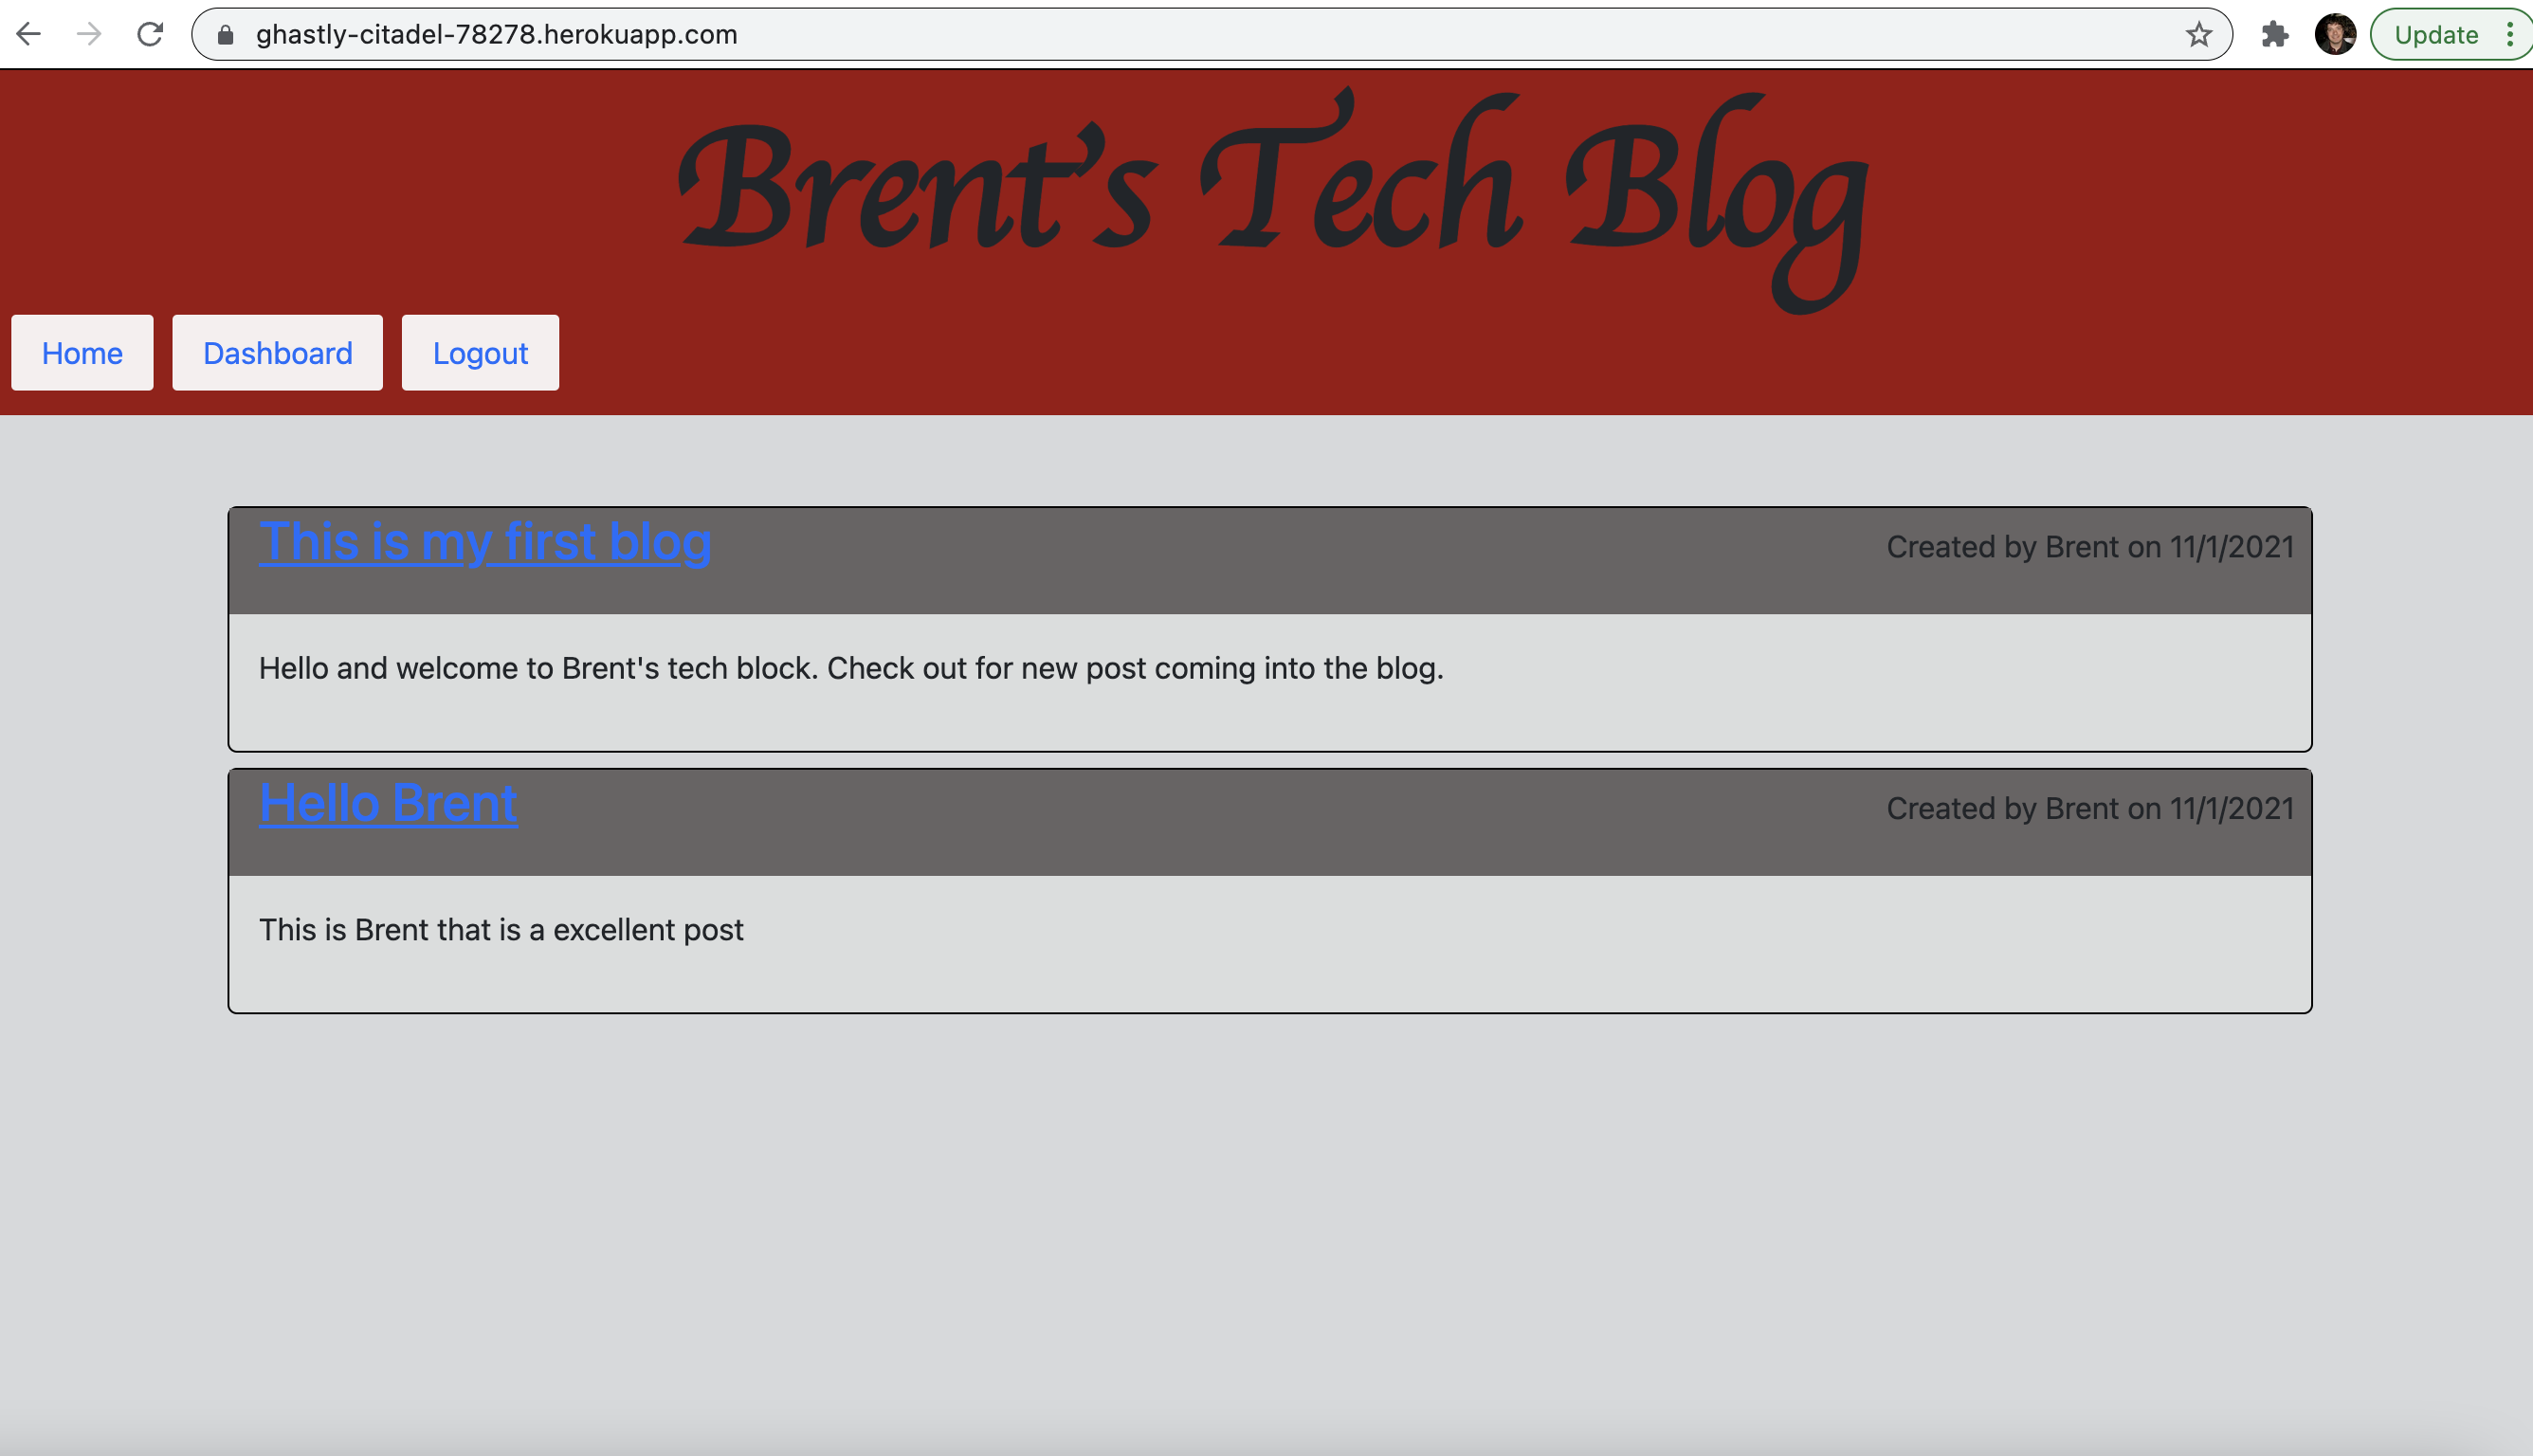 ghastly-citadel-78278.herokuapp.com
Update
Brent's Tech Blog
Home Dashboard Logout
This is my first blog Created by Brent on 11/1/2021
Hello and welcome to Brent's tech block. Check out for new post coming into the blog.
Hello Brent Created by Brent on 11/1/2021
This is Brent that is a excellent post